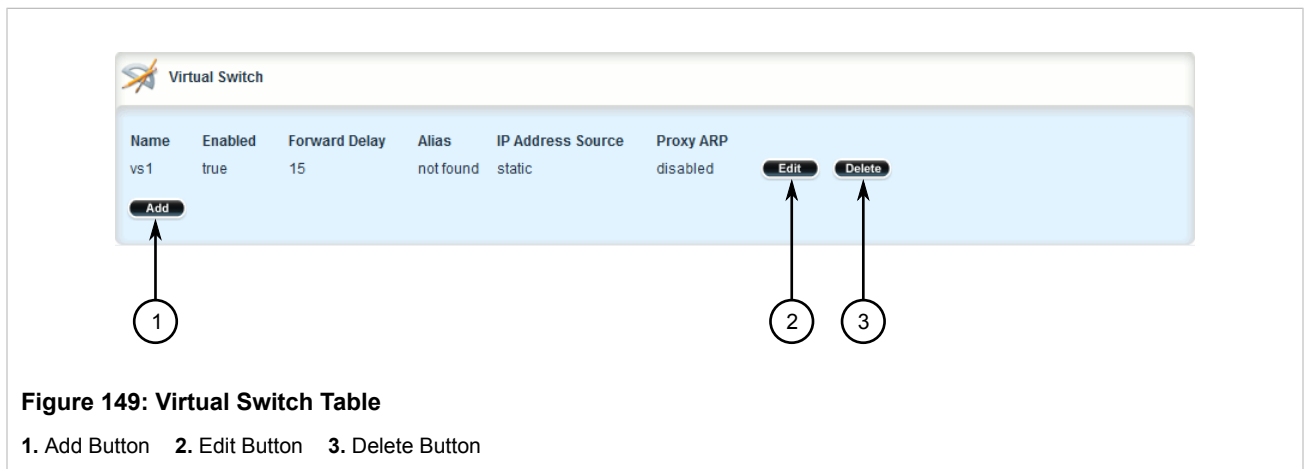 Virtual Switch
Name Enabled Forward Delay Alias IP Address Source Proxy ARP
vs1 true 15 not found static disabled Edit Delete
Add
1 2 3
Figure 149: Virtual Switch Table
1. Add Button 2. Edit Button 3. Delete Button